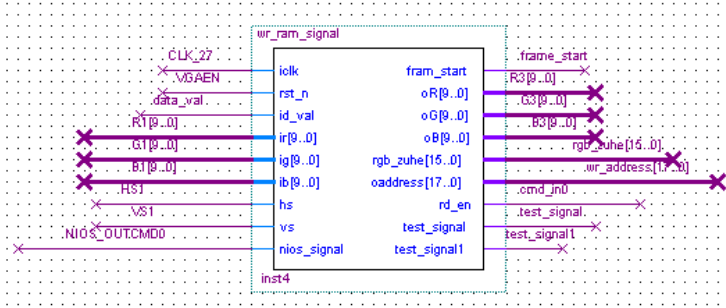 wr_ram_signal
CLK_27 iclk fram_start frame_start
VGAEN rst_n oR[9..0] R3[9..0]
data_val id_val oG[9..0] G3[9..0]
R1[9..0] ir[9..0] oB[9..0] B3[9..0]
G1[9..0] ig[9..0] rgb_zuhe[15..0] rgb_zuhe[15..0]
B1[9..0] ib[9..0] oaddress[17..0] wr_address[17..0]
HS1 hs rd_en cmd_in0
VS1 vs test_signal test_signal
NIOS_OUTCMD0 nios_signal test_signal1 test_signal1
inst4